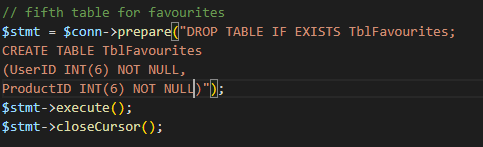 // fifth table for favourites
$stmt = $conn->prepare("DROP TABLE IF EXISTS TblFavourites;
CREATE TABLE TblFavourites
(UserID INT(6) NOT NULL,
ProductID INT(6) NOT NULL)");
$stmt->execute();
$stmt->closeCursor();